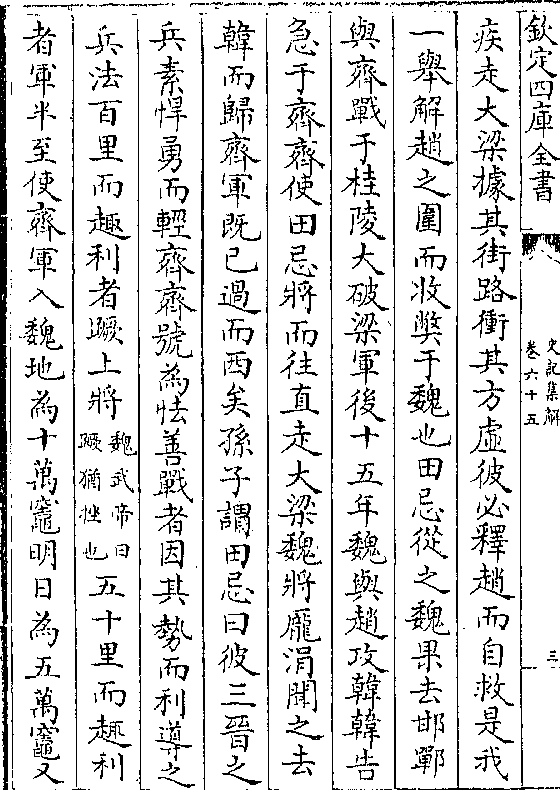 欽定四庫全書
史記集解
卷六十五
三
疾走大梁據其街路衝其方虛彼必釋趙而自救是我
一舉解趙之圍而收獘于魏也田忌從之魏果去邯鄲
與齊戰于桂陵大破梁軍後十五年魏與趙攻韓韓告
急于齊齊使田忌將而往直走大梁魏將龐涓聞之去
韓而歸齊軍既已過而西矣孫子謂田忌曰彼三晉之
兵素悍勇而輕齊齊號為怯善戰者因其勢而利導之
兵法百里而趣利者蹶上將魏武帝曰蹶猶挫也五十里而趣利
者軍半至使齊軍入魏地為十萬竈明日為五萬竈又